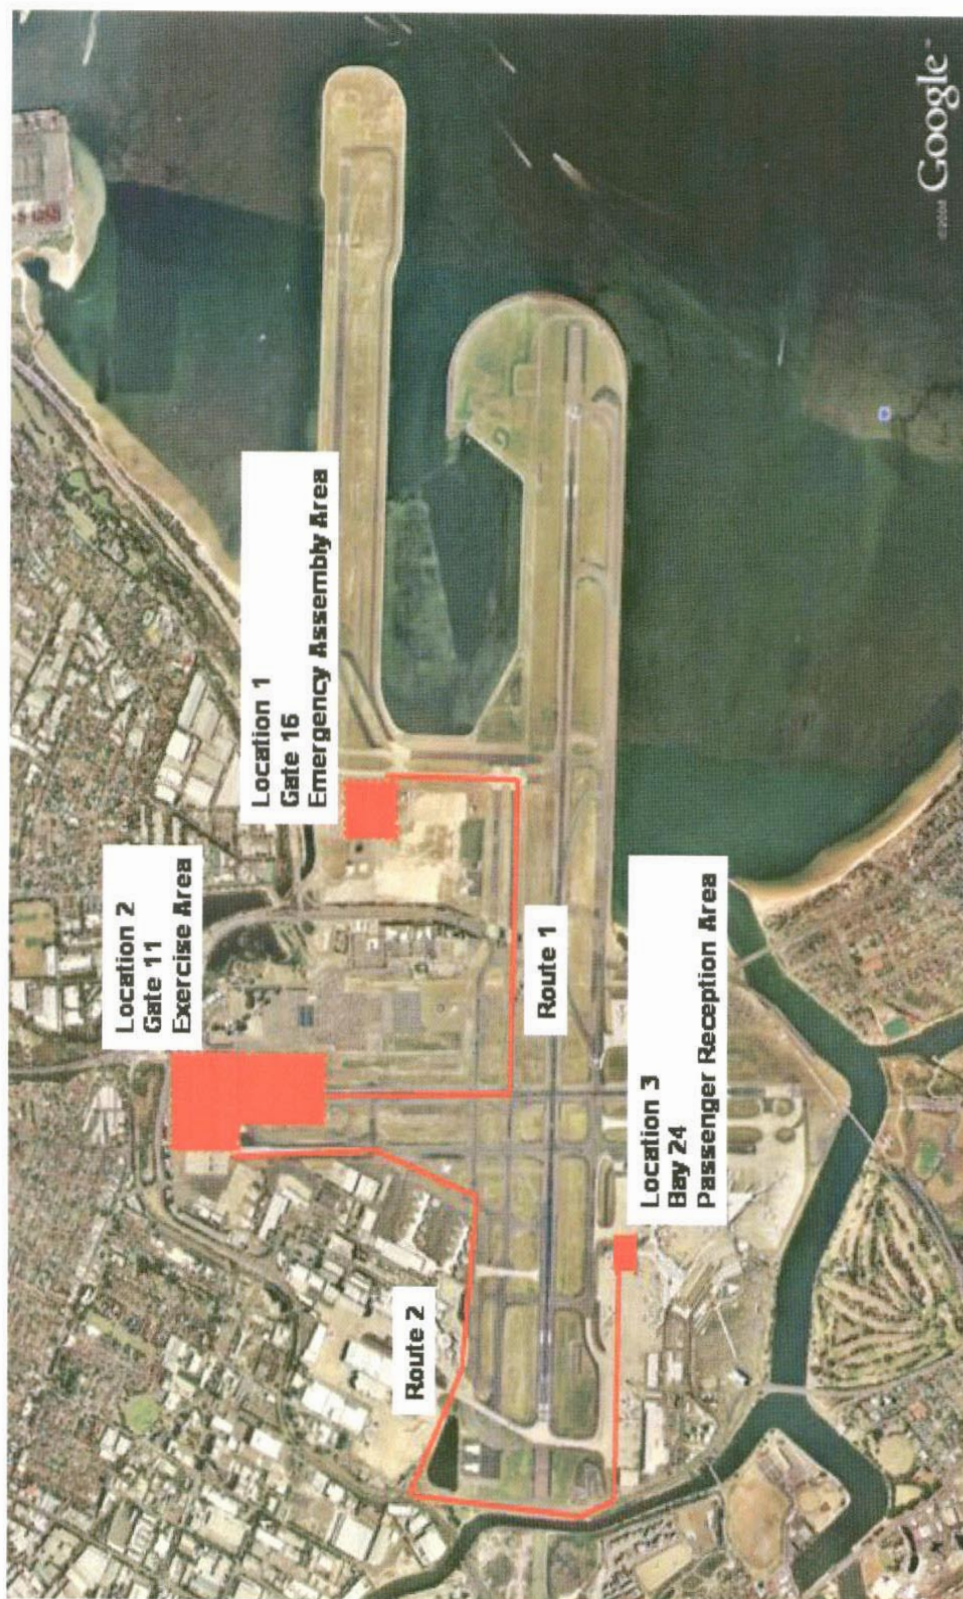 Location 2
Gate 11
Exercise Area
Location 1
Gate 16
Emergency Assembly Area
Route 2
Route 1
Location 3
Bay 24
Passenger Reception Area
Google